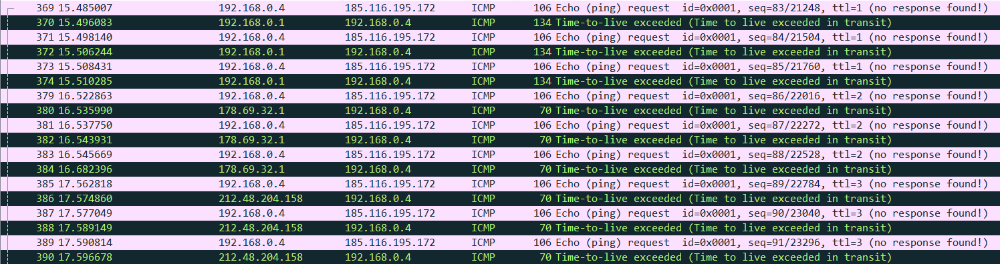 369 15.485007 192.168.0.4 185.116.195.172 ICMP 106 Echo (ping) request id=0x0001, seq=83/21248, ttl=1 (no response found!)
370 15.496083 192.168.0.1 192.168.0.4 ICMP 134 Time-to-live exceeded (Time to live exceeded in transit)
371 15.498140 192.168.0.4 185.116.195.172 ICMP 106 Echo (ping) request id=0x0001, seq=84/21504, ttl=1 (no response found!)
372 15.506244 192.168.0.1 192.168.0.4 ICMP 134 Time-to-live exceeded (Time to live exceeded in transit)
373 15.508431 192.168.0.4 185.116.195.172 ICMP 106 Echo (ping) request id=0x0001, seq=85/21760, ttl=1 (no response found!)
374 15.510285 192.168.0.1 192.168.0.4 ICMP 134 Time-to-live exceeded (Time to live exceeded in transit)
379 16.522863 192.168.0.4 185.116.195.172 ICMP 106 Echo (ping) request id=0x0001, seq=86/22016, ttl=2 (no response found!)
380 16.535990 178.69.32.1 192.168.0.4 ICMP 70 Time-to-live exceeded (Time to live exceeded in transit)
381 16.537750 192.168.0.4 185.116.195.172 ICMP 106 Echo (ping) request id=0x0001, seq=87/22272, ttl=2 (no response found!)
382 16.543931 178.69.32.1 192.168.0.4 ICMP 70 Time-to-live exceeded (Time to live exceeded in transit)
383 16.545669 192.168.0.4 185.116.195.172 ICMP 106 Echo (ping) request id=0x0001, seq=88/22528, ttl=2 (no response found!)
384 16.682396 178.69.32.1 192.168.0.4 ICMP 70 Time-to-live exceeded (Time to live exceeded in transit)
385 17.562818 192.168.0.4 185.116.195.172 ICMP 106 Echo (ping) request id=0x0001, seq=89/22784, ttl=3 (no response found!)
386 17.574860 212.48.204.158 192.168.0.4 ICMP 70 Time-to-live exceeded (Time to live exceeded in transit)
387 17.577049 192.168.0.4 185.116.195.172 ICMP 106 Echo (ping) request id=0x0001, seq=90/23040, ttl=3 (no response found!)
388 17.589149 212.48.204.158 192.168.0.4 ICMP 70 Time-to-live exceeded (Time to live exceeded in transit)
389 17.590814 192.168.0.4 185.116.195.172 ICMP 106 Echo (ping) request id=0x0001, seq=91/23296, ttl=3 (no response found!)
390 17.596678 212.48.204.158 192.168.0.4 ICMP 70 Time-to-live exceeded (Time to live exceeded in transit)